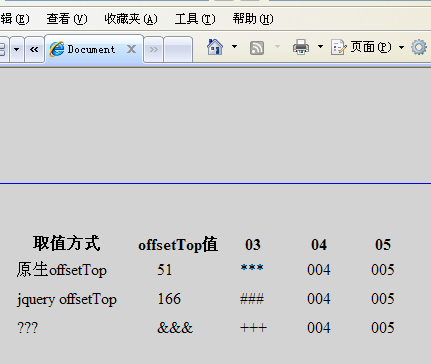 辑(E) 查看(V) 收藏夹(A) 工具(T) 帮助(H)
Document 页面(P)
取值方式 offsetTop值 03 04 05
原生offsetTop 51 *** 004 005
jquery offsetTop 166 ### 004 005
??? &&& +++ 004 005